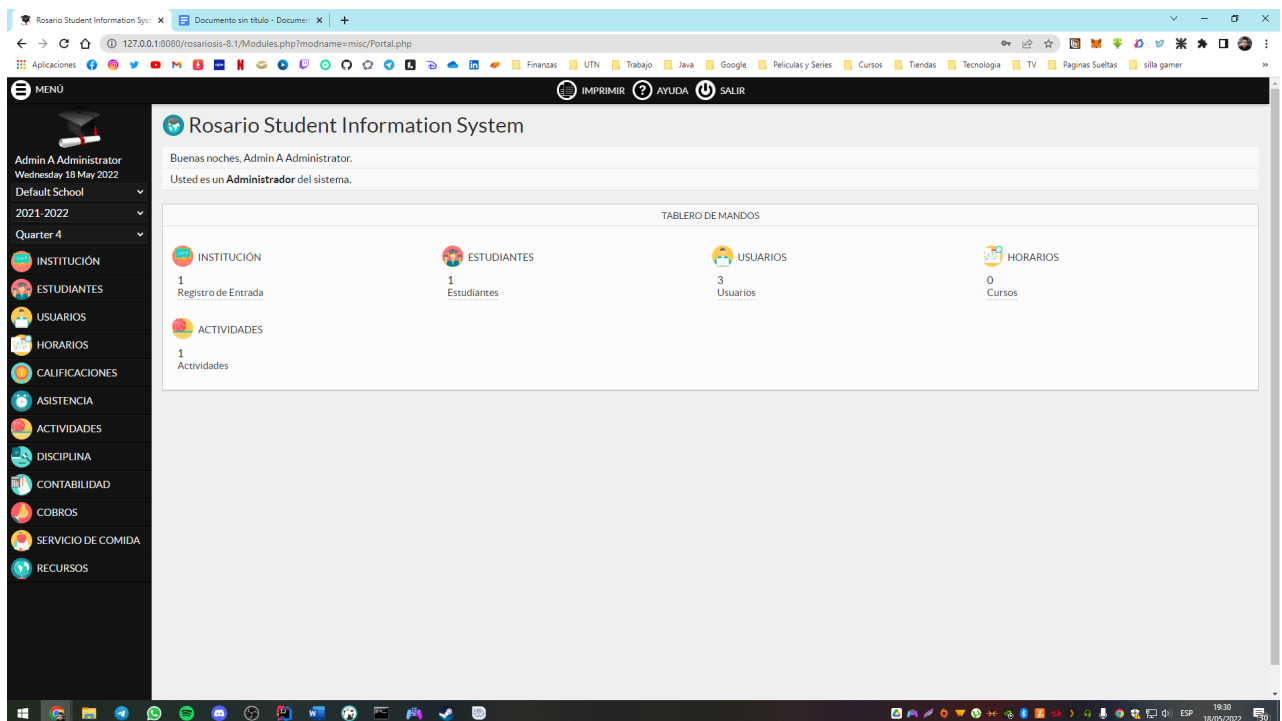 Rosario Student Information Syst
Documento sin título - Documen
127.0.0.1:8080/rosariosis-8.1/Modules.php?modname=misc/Portal.php
Aplicaciones
Finanzas
UTN
Trabajo
Java
Google
Peliculas y Series
Cursos
Tiendas
Tecnologia
TV
Paginas Sueltas
silla gamer
»
MENÚ
IMPRIMIR
AYUDA
SALIR
Admin A Administrator
Wednesday 18 May 2022
Default School
2021-2022
Quarter 4
INSTITUCIÓN
ESTUDIANTES
USUARIOS
HORARIOS
CALIFICACIONES
ASISTENCIA
ACTIVIDADES
DISCIPLINA
CONTABILIDAD
COBROS
SERVICIO DE COMIDA
RECURSOS
Rosario Student Information System
Buenas noches, Admin A Administrator.
Usted es un Administrador del sistema.
TABLERO DE MANDOS
INSTITUCIÓN
1
Registro de Entrada
ESTUDIANTES
1
Estudiantes
USUARIOS
3
Usuarios
HORARIOS
0
Cursos
ACTIVIDADES
1
Actividades
ESP
19:30
18/05/2022